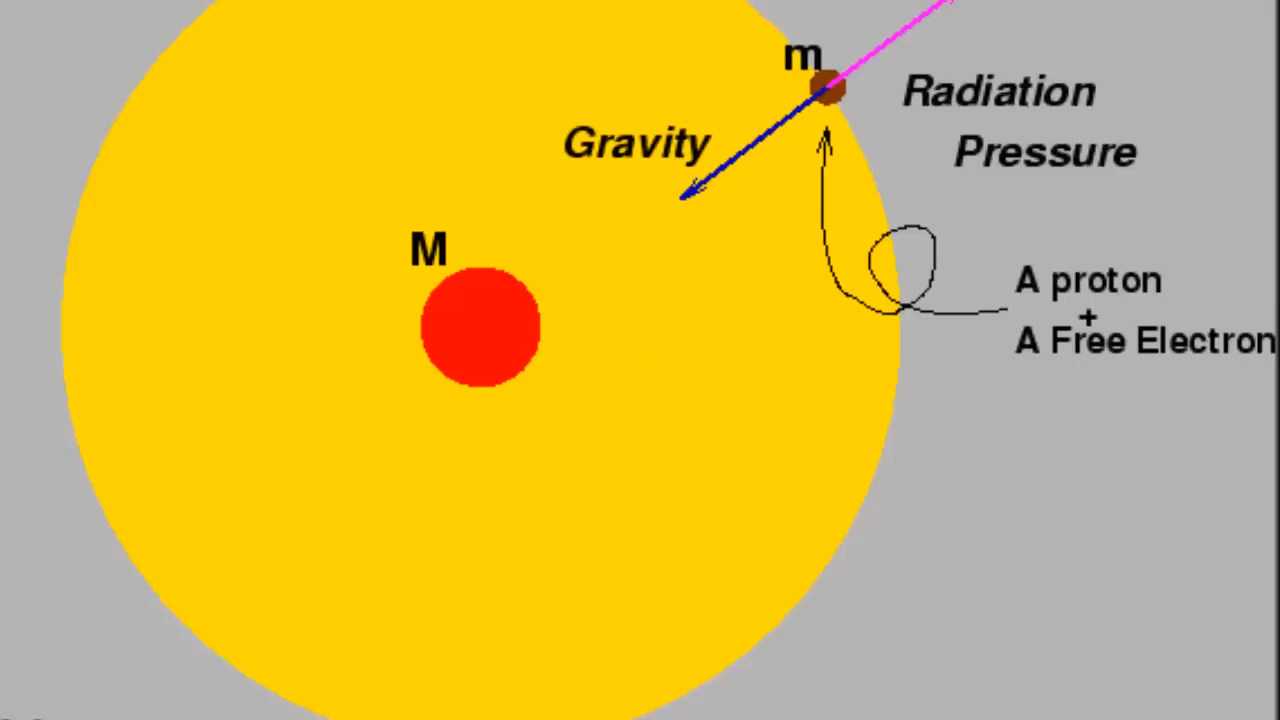 m
Radiation
Pressure
Gravity
M
A proton
+
A Free Electron